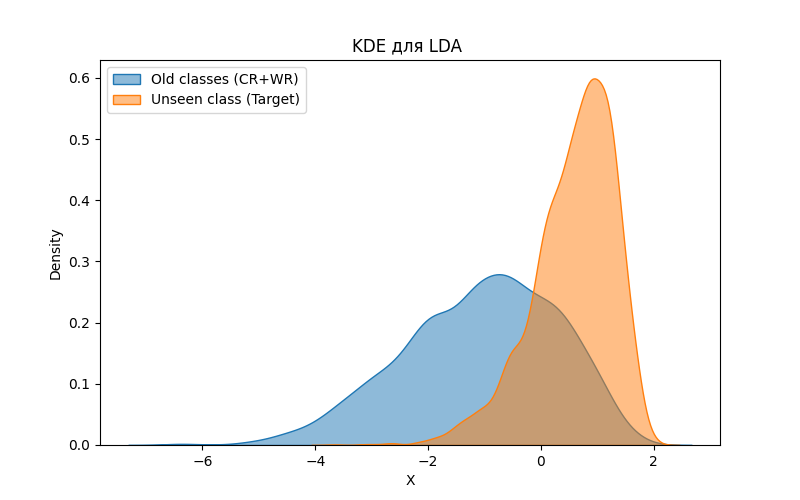 KDE для LDA
Old classes (CR+WR)
Unseen class (Target)
Density
0.6
0.5
0.4
0.3
0.2
0.1
0.0
−6
−4
−2
0
2
X